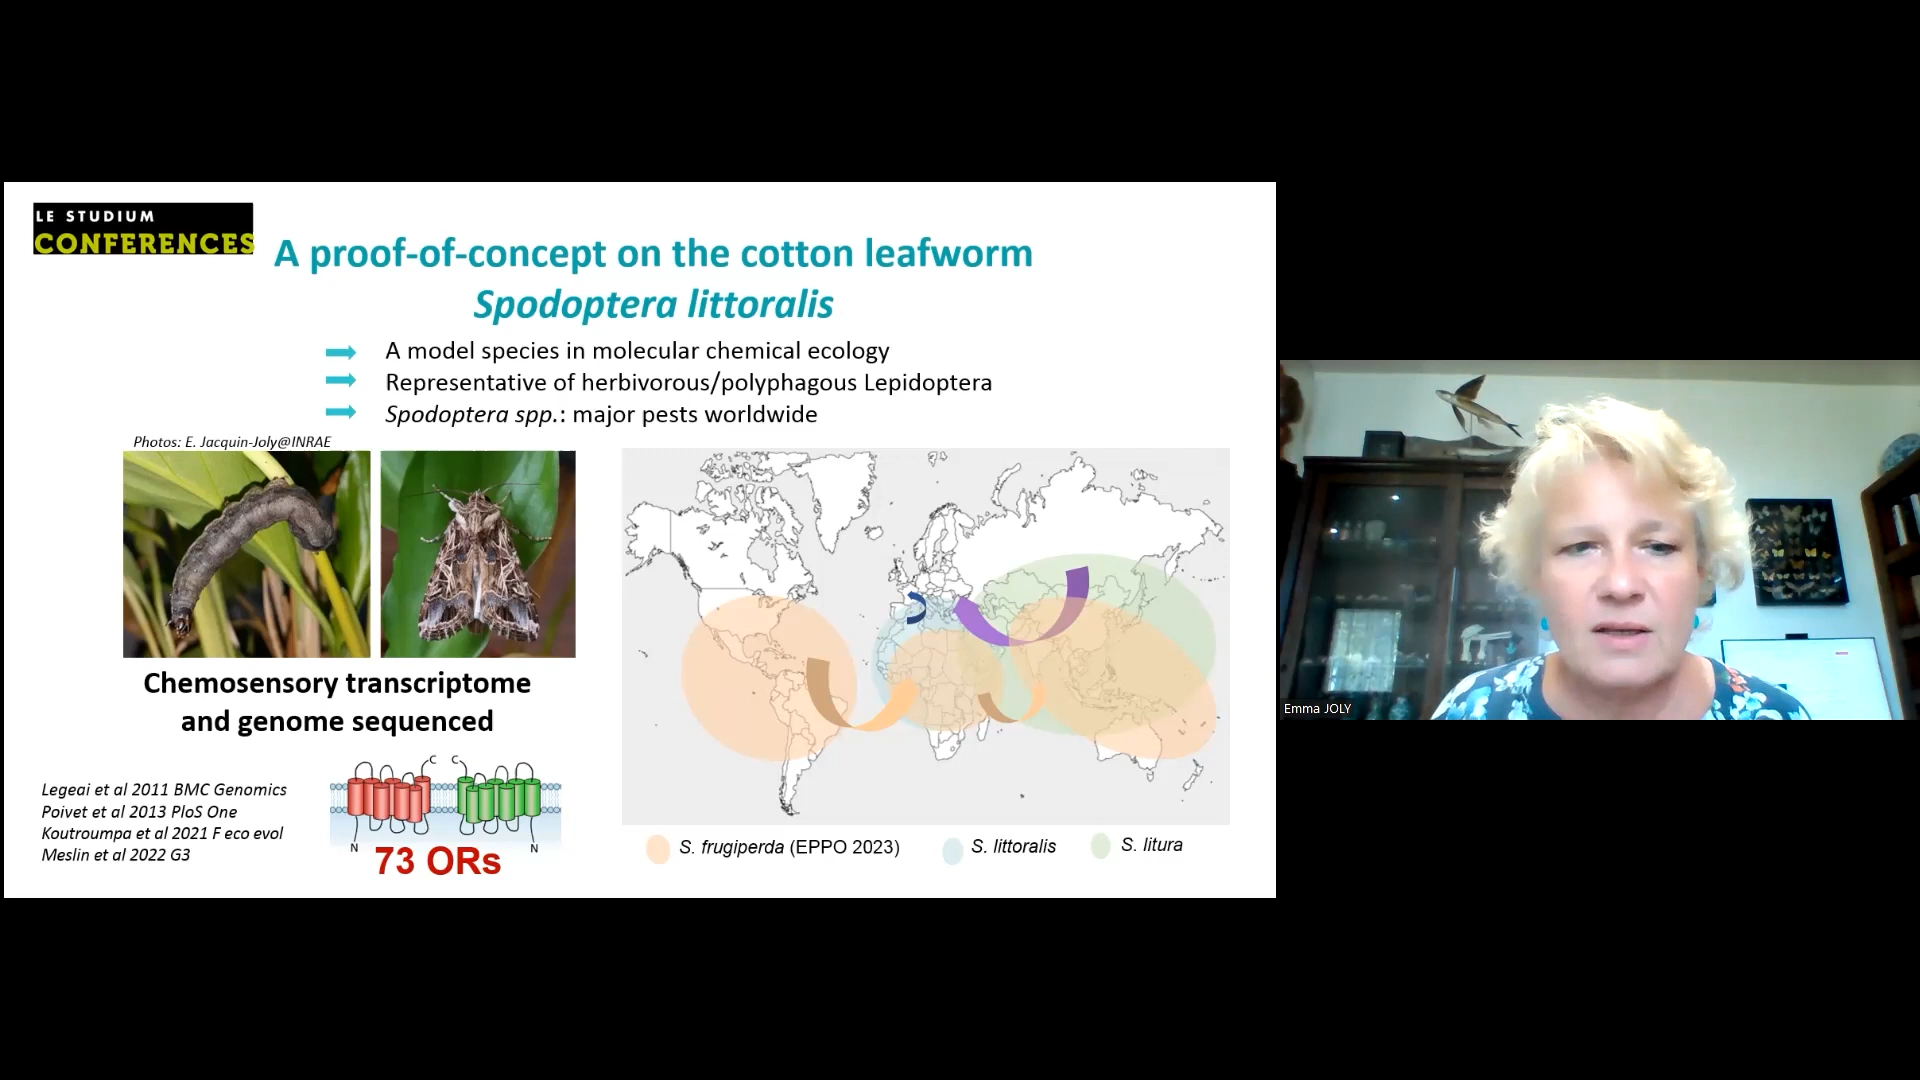 LE STUDIUM
CONFERENCES
A proof-of-concept on the cotton leafworm
Spodoptera littoralis
A model species in molecular chemical ecology
Representative of herbivorous/polyphagous Lepidoptera
Spodoptera spp.: major pests worldwide
Photos: E. Jacquin-Joly@INRAE
Chemosensory transcriptome
and genome sequenced
Legeai et al 2011 BMC Genomics
Poivet et al 2013 PloS One
Koutroumpa et al 2021 F eco evol
Meslin et al 2022 G3
C C
N N
73 ORs
S. frugiperda (EPPO 2023) S. littoralis S. litura
Emma JOLY